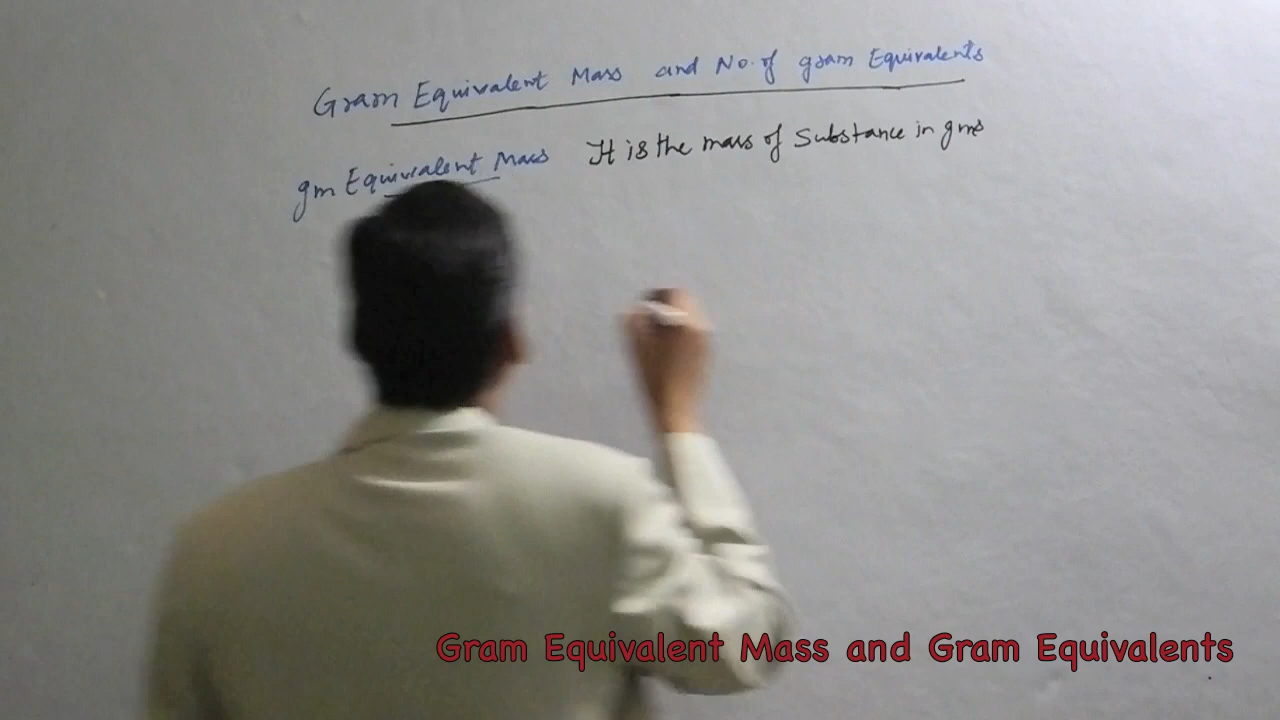 Gram Equivalent Mass and No. of gram Equivalents
gm Equivalent Mass It is the mass of Substance in gms
Gram Equivalent Mass and Gram Equivalents